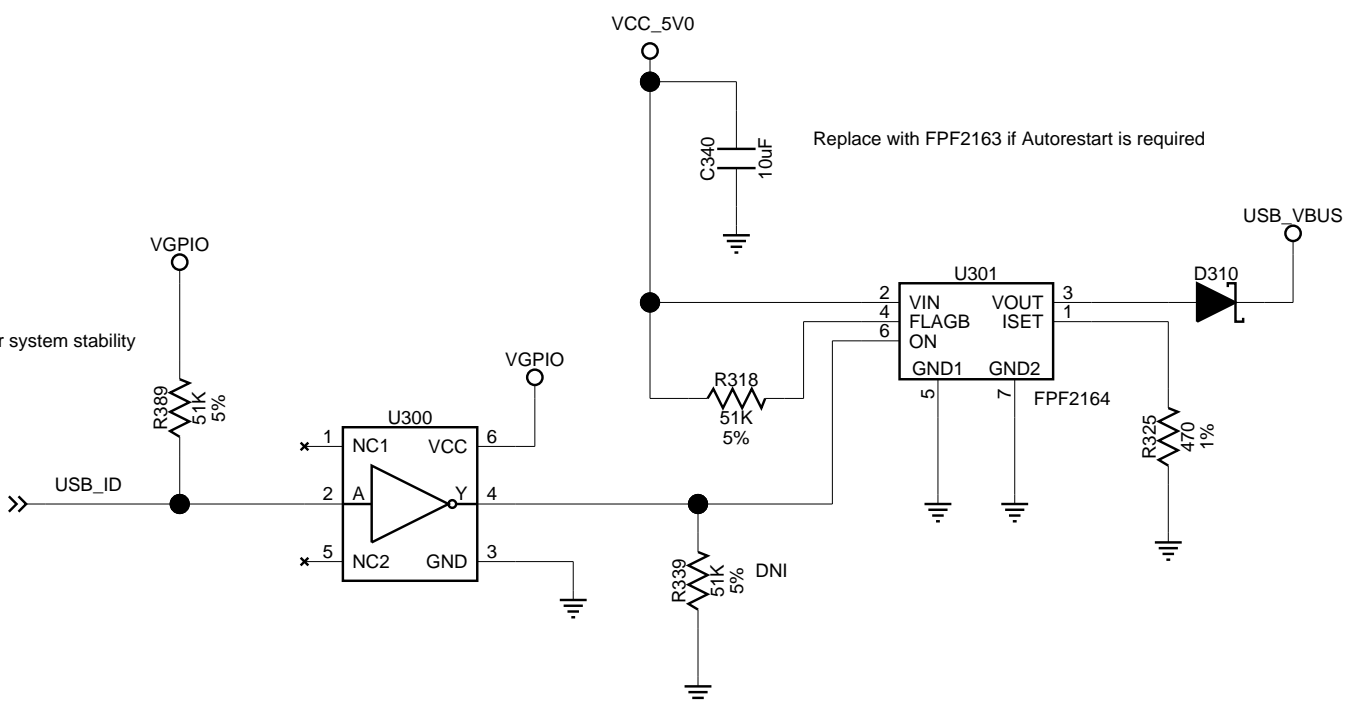 VCC_5V0
C340
10uF
Replace with FPF2163 if Autorestart is required
USB_VBUS
VGPIO
U301
D310
2 VIN VOUT 3
4 FLAGB ISET 1
6 ON
GND1 GND2
5 7 FPF2164
system stability
R389
51K
5%
VGPIO
R318
51K
5%
R325
470
1%
U300
1 NC1 VCC 6
USB_ID
2 A Y 4
5 NC2 GND 3
R339
51K
5%
DNI